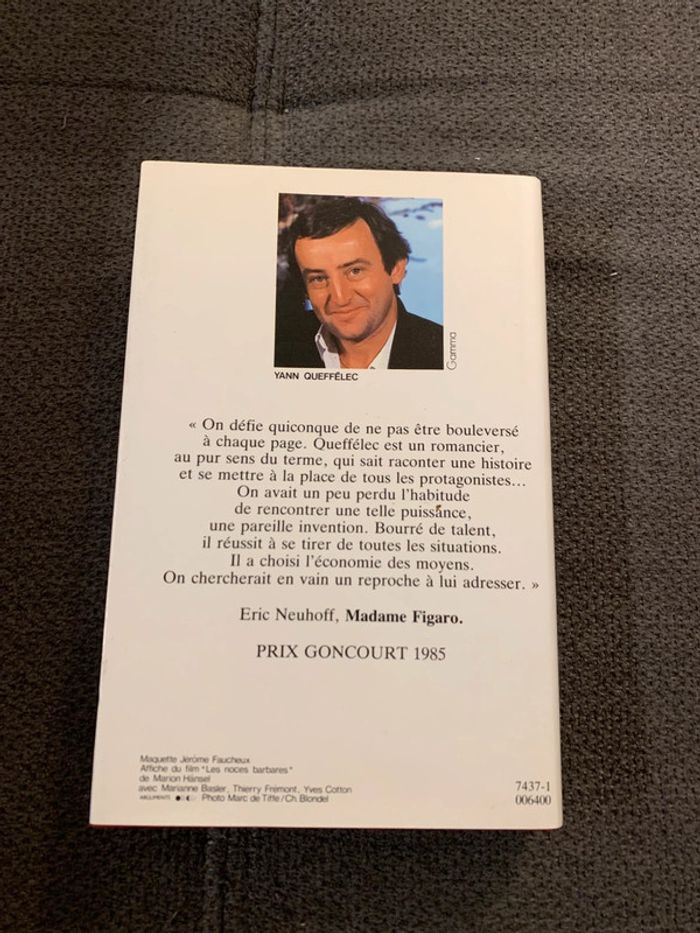 Gamma
YANN QUEFFÉLEC
« On défie quiconque de ne pas être bouleversé
à chaque page. Queffélec est un romancier,
au pur sens du terme, qui sait raconter une histoire
et se mettre à la place de tous les protagonistes...
On avait un peu perdu l'habitude
de rencontrer une telle puissance,
une pareille invention. Bourré de talent,
il réussit à se tirer de toutes les situations.
Il a choisi l'économie des moyens.
On chercherait en vain un reproche à lui adresser. »
Eric Neuhoff, Madame Figaro.
PRIX GONCOURT 1985
Maquette Jérôme Faucheux
Affiche du film "Les noces barbares"
de Marion Hänsel
avec Marianne Basler, Thierry Frémont, Yves Cotton
Photo Marc de Titte/Ch. Blondel
7437-1
006400